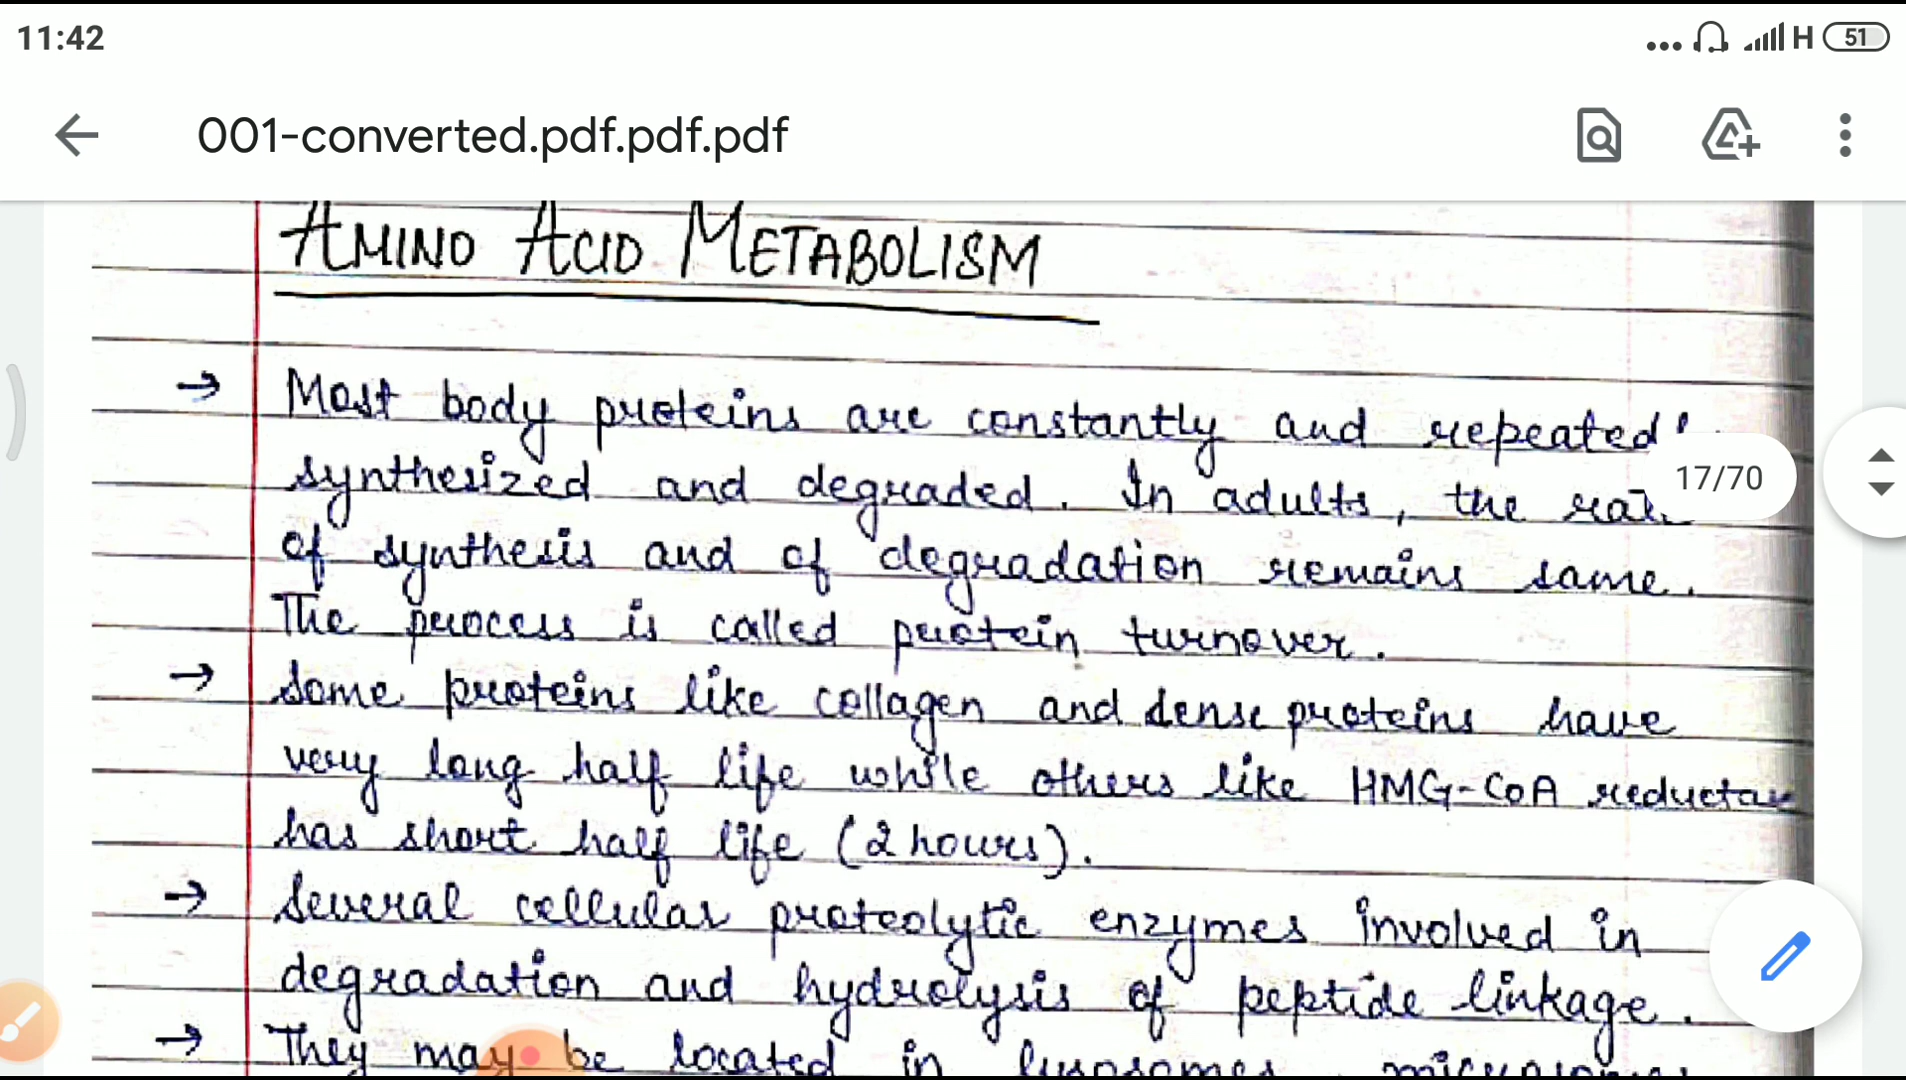 11:42
H 51
001-converted.pdf.pdf.pdf
AMINO ACID METABOLISM
→ Most body proteins are constantly and
synthesized and degraded. In adults, the
17/70
of synthesis and of degradation remains same.
The process is called protein turnover.
→ Some proteins like collagen and dense proteins have
very long half life while others like HMG-CoA
has short half life (2 hours).
→ Several cellular proteolytic enzymes involved in
degradation and hydrolysis of peptide linkage.
→ They may be located in